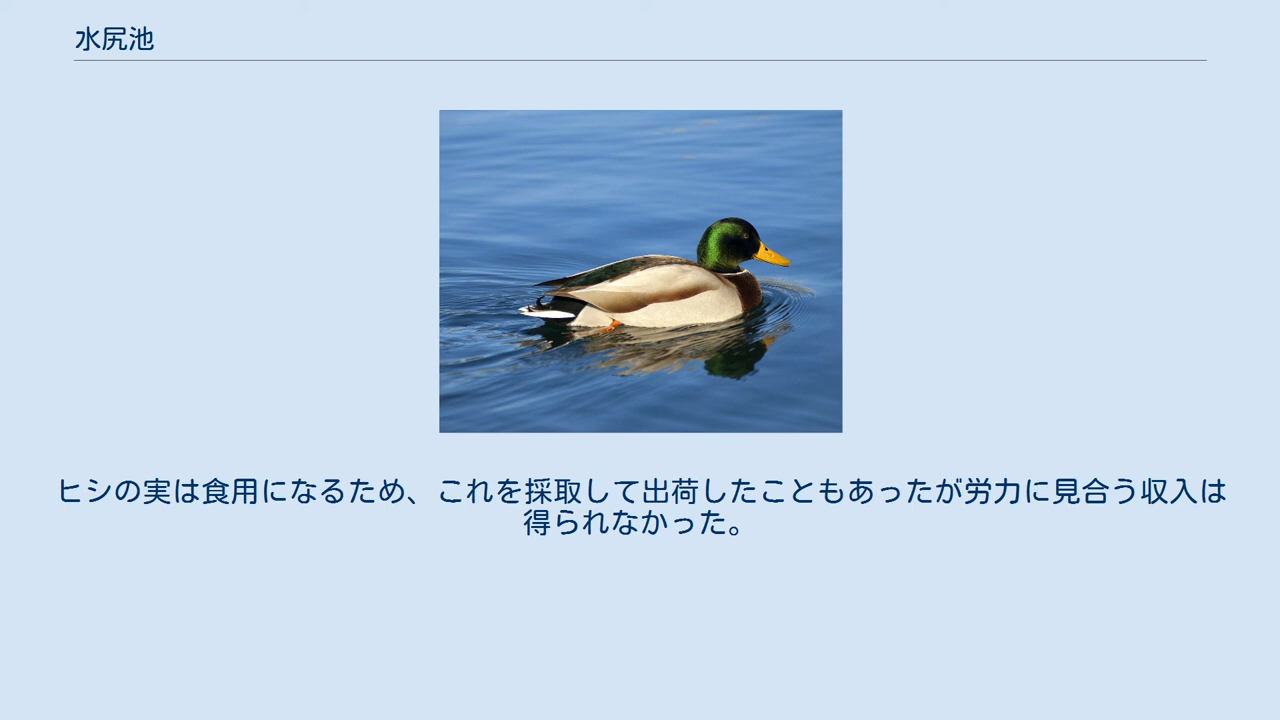 水尻池
ヒシの実は食用になるため、これを採取して出荷したこともあったが労力に見合う収入は
得られなかった。